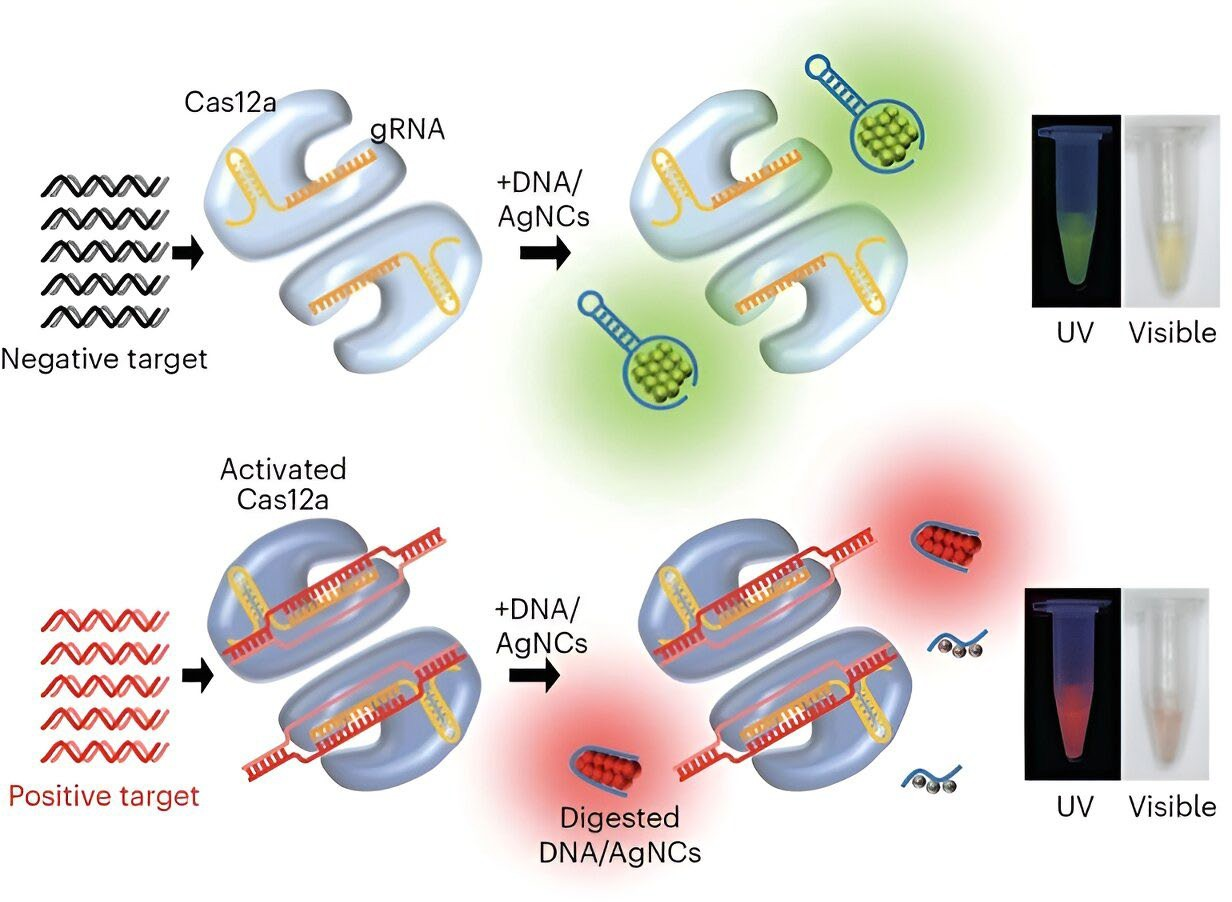 Cas12a
gRNA
+DNA/
AgNCs
Negative target
UV
Visible
Activated
Cas12a
+DNA/
AgNCs
Positive target
Digested
DNA/AgNCs
UV
Visible